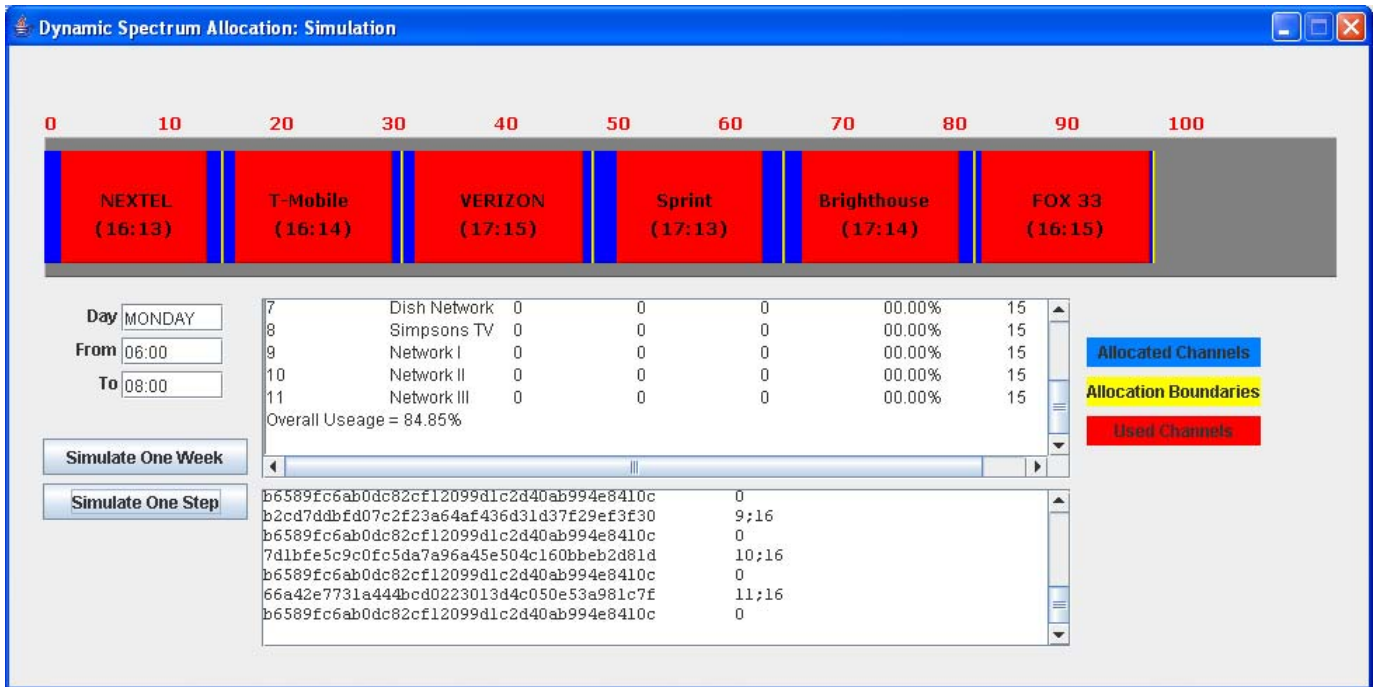 Dynamic Spectrum Allocation: Simulation
0 10 20 30 40 50 60 70 80 90 100
NEXTEL T-Mobile VERIZON Sprint Brighthouse FOX 33
(16:13) (16:14) (17:15) (17:13) (17:14) (16:15)
Day MONDAY
From 06:00
To 08:00
Simulate One Week
Simulate One Step
7 Dish Network 0 0 0 00.00% 15
8 Simpsons TV 0 0 0 00.00% 15
9 Network I 0 0 0 00.00% 15
10 Network II 0 0 0 00.00% 15
11 Network III 0 0 0 00.00% 15
Overall Useage = 84.85%
Allocated Channels
Allocation Boundaries
Used Channels
b6589fc6ab0dc82cf12099d1c2d40ab994e8410c 0
b2cd7ddbfd07c2f23a64af436d31d37f29ef3f30 9;16
b6589fc6ab0dc82cf12099d1c2d40ab994e8410c 0
7d1bfe5c9c0fc5da7a96a45e504c160bbeb2d81d 10;16
b6589fc6ab0dc82cf12099d1c2d40ab994e8410c 0
66a42e7731a444bcd0223013d4c050e53a981c7f 11;16
b6589fc6ab0dc82cf12099d1c2d40ab994e8410c 0